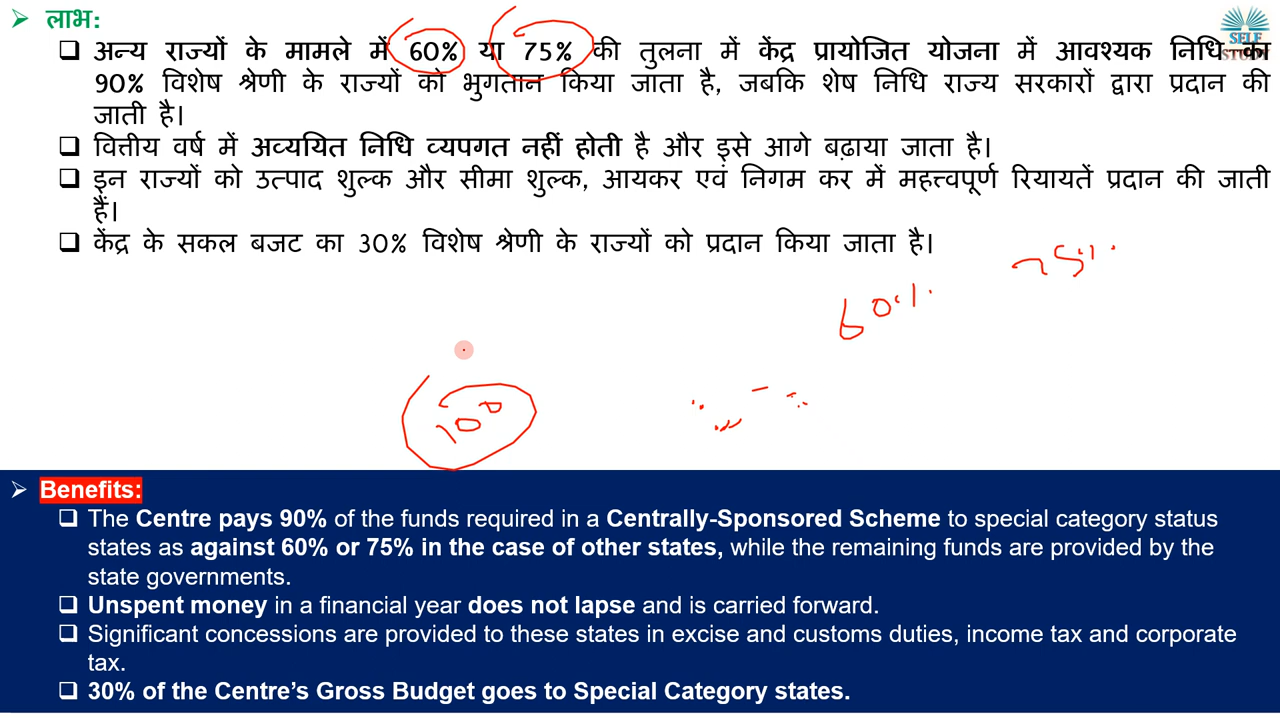 ➢ लाभ:
SELF
STUDY
❑ अन्य राज्यों के मामले में 60% या 75% की तुलना में केंद्र प्रायोजित योजना में आवश्यक निधि का
90% विशेष श्रेणी के राज्यों को भुगतान किया जाता है, जबकि शेष निधि राज्य सरकारों द्वारा प्रदान की
जाती है।
❑ वित्तीय वर्ष में अव्ययित निधि व्यपगत नहीं होती है और इसे आगे बढ़ाया जाता है।
❑ इन राज्यों को उत्पाद शुल्क और सीमा शुल्क, आयकर एवं निगम कर में महत्त्वपूर्ण रियायतें प्रदान की जाती
हैं।
❑ केंद्र के सकल बजट का 30% विशेष श्रेणी के राज्यों को प्रदान किया जाता है।
75%
60%
100
➢ Benefits:
❑ The Centre pays 90% of the funds required in a Centrally-Sponsored Scheme to special category status
states as against 60% or 75% in the case of other states, while the remaining funds are provided by the
state governments.
❑ Unspent money in a financial year does not lapse and is carried forward.
❑ Significant concessions are provided to these states in excise and customs duties, income tax and corporate
tax.
❑ 30% of the Centre’s Gross Budget goes to Special Category states.